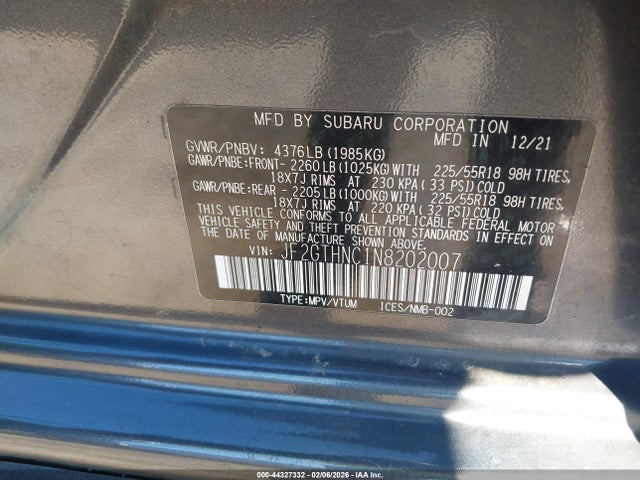 MFD BY SUBARU CORPORATION
GVWR/PNBV: 4376LB(1985KG) MFD IN 12/21
GAWR/PNBE:FRONT- 2260LB(1025KG)WITH 225/55R18 98H TIRES,
18X7J RIMS AT 230 KPA(33 PSI)COLD
GAWR/PNBE:REAR - 2205LB(1000KG)WITH 225/55R18 98H TIRES,
18X7J RIMS AT 220 KPA(32 PSI)COLD
THIS VEHICLE CONFORMS TO ALL APPLICABLE FEDERAL MOTOR
VEHICLE SAFETY AND THEFT PREVENTION STANDARDS IN EFFECT
ON THE DATE OF MANUFACTURE SHOWN ABOVE.
VIN: JF2GTHNC1N8202007
TYPE:MPV/VTUM ICES/NMB-002
000-44327332 - 02/06/2026 - IAA Inc.